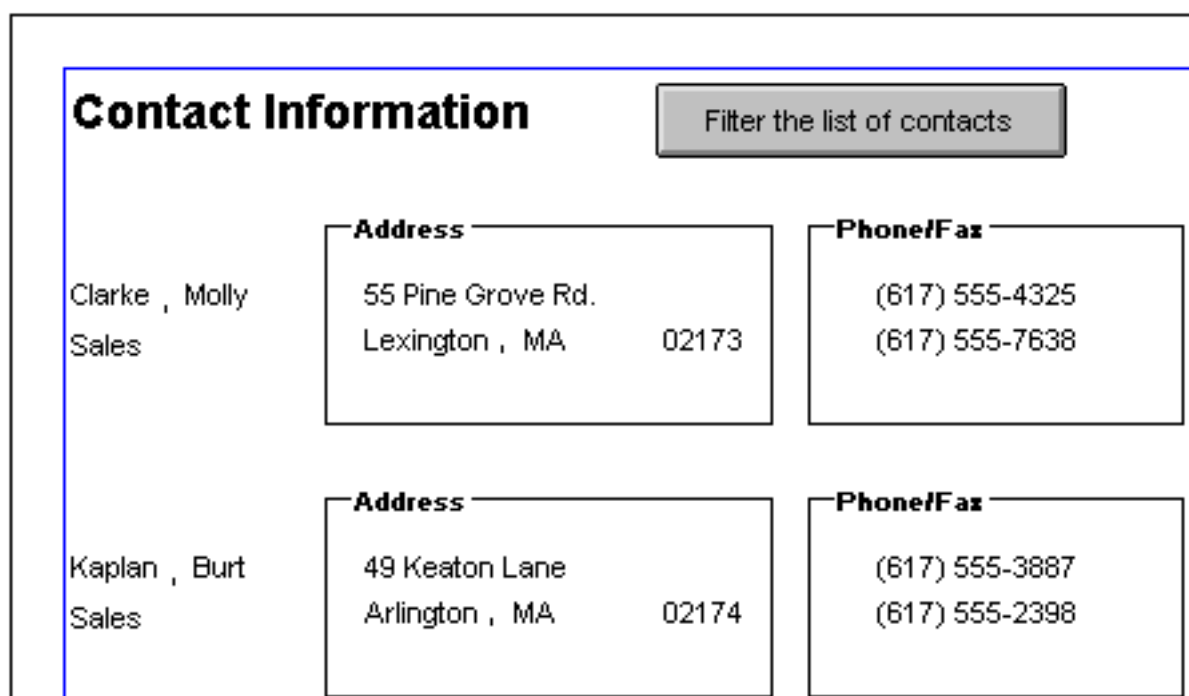 Contact Information
Filter the list of contacts
Address
Phone/Fax
Clarke , Molly
55 Pine Grove Rd.
(617) 555-4325
Sales
Lexington , MA 02173
(617) 555-7638
Address
Phone/Fax
Kaplan , Burt
49 Keaton Lane
(617) 555-3887
Sales
Arlington , MA 02174
(617) 555-2398